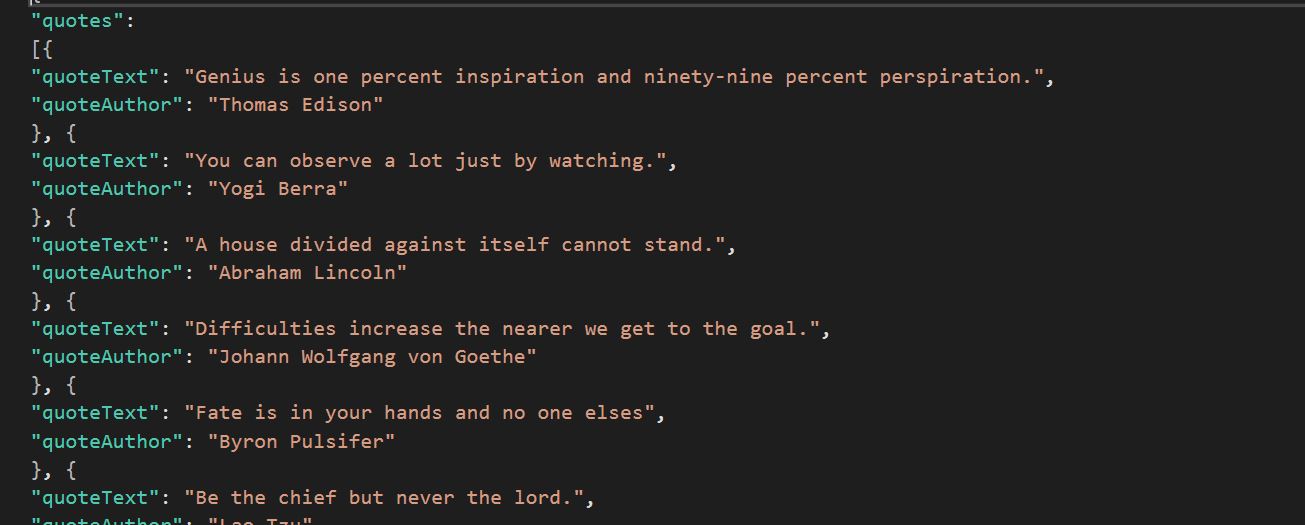 "quotes":
[{
"quoteText": "Genius is one percent inspiration and ninety-nine percent perspiration.",
"quoteAuthor": "Thomas Edison"
}, {
"quoteText": "You can observe a lot just by watching.",
"quoteAuthor": "Yogi Berra"
}, {
"quoteText": "A house divided against itself cannot stand.",
"quoteAuthor": "Abraham Lincoln"
}, {
"quoteText": "Difficulties increase the nearer we get to the goal.",
"quoteAuthor": "Johann Wolfgang von Goethe"
}, {
"quoteText": "Fate is in your hands and no one elses",
"quoteAuthor": "Byron Pulsifer"
}, {
"quoteText": "Be the chief but never the lord.",
"quoteAuthor": "Lao Tzu"